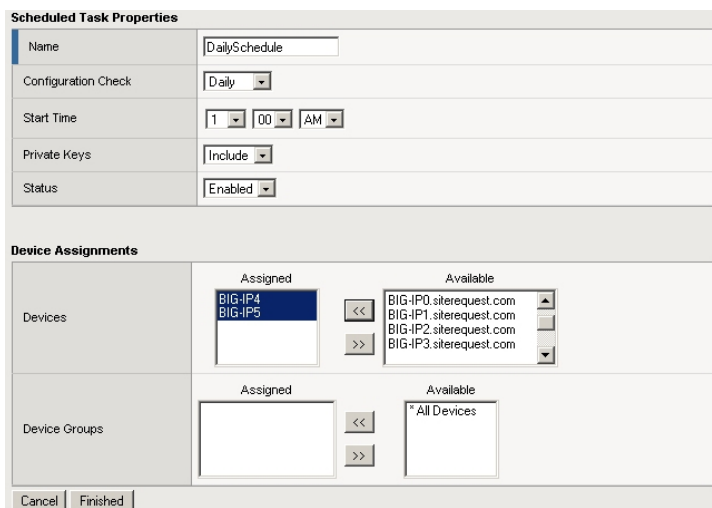 Scheduled Task Properties
Name DailySchedule
Configuration Check Daily
Start Time 1 00 AM
Private Keys Include
Status Enabled
Device Assignments
Assigned Available
Devices
BIG-IP4
BIG-IP5
<<
>>
BIG-IP0.siterequest.com
BIG-IP1.siterequest.com
BIG-IP2.siterequest.com
BIG-IP3.siterequest.com
Assigned Available
Device Groups
<<
>>
* All Devices
Cancel Finished